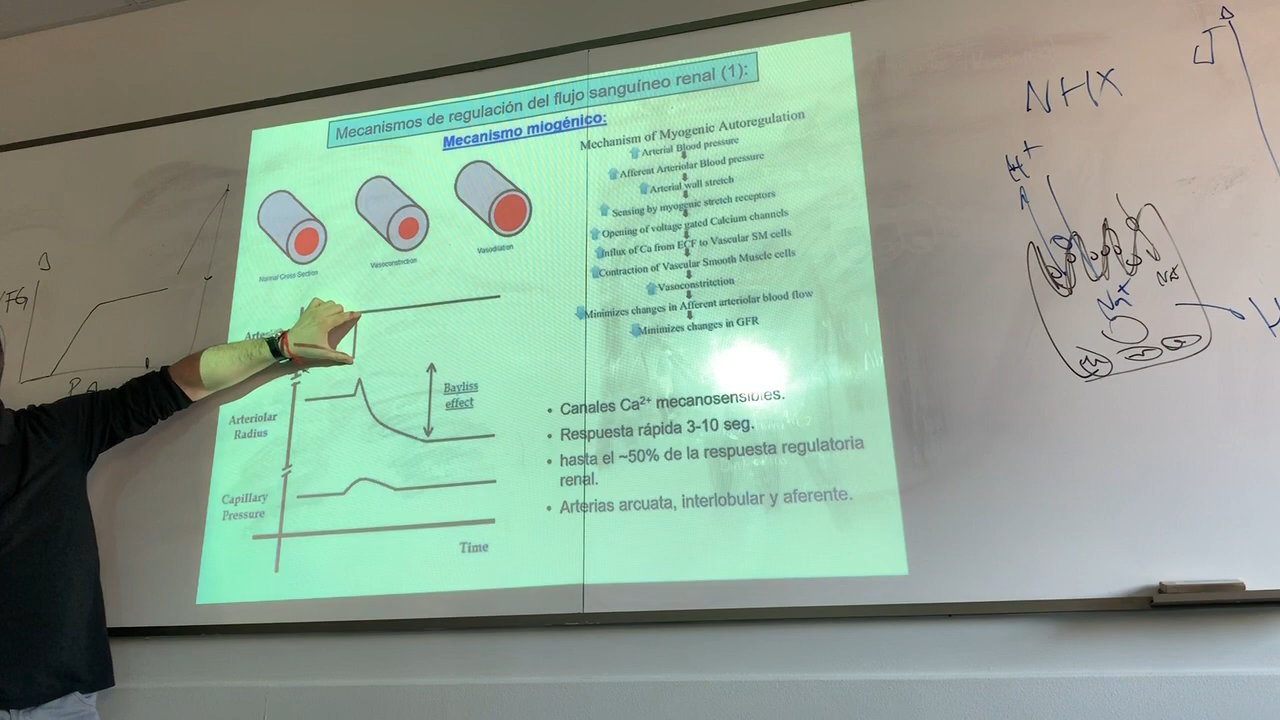 Mecanismos de regulación del flujo sanguíneo renal (1):
Mecanismo miogénico:
Normal Cross Section
Vasoconstriction
Vasodilation
Arteriolar
Radius
Bayliss
effect
Capillary
Pressure
Time
Mechanism of Myogenic Autoregulation
Arterial Blood pressure
Afferent Arteriolar Blood pressure
Arterial wall stretch
Sensing by myogenic stretch receptors
Opening of voltage gated Calcium channels
Influx of Ca from ECF to Vascular SM cells
Contraction of Vascular Smooth Muscle cells
Vasoconstritction
Minimizes changes in Afferent arteriolar blood flow
Minimizes changes in GFR
• Canales Ca²⁺ mecanosensibles.
• Respuesta rápida 3-10 seg.
• hasta el ~50% de la respuesta regulatoria
renal.
• Arterias arcuata, interlobular y aferente.
NHX
H+
Na+